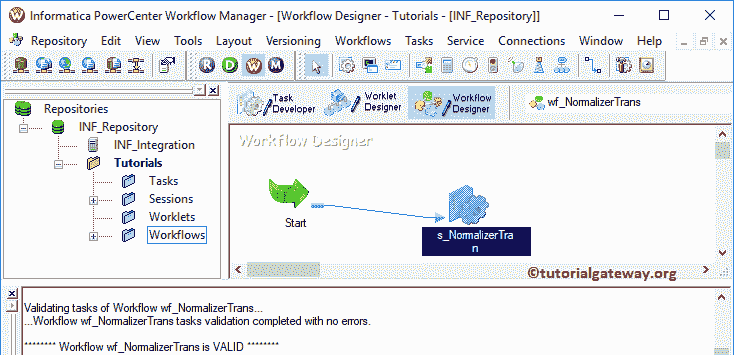 Informatica PowerCenter Workflow Manager - [Workflow Designer - Tutorials - [INF_Repository]]
Repository Edit View Tools Layout Versioning Workflows Tasks Service Connections Window Help
R D W M
Repositories
INF_Repository
INF_Integration
Tutorials
Tasks
Sessions
Worklets
Workflows
Task Developer
Worklet Designer
Workflow Designer
wf_NormalizerTrans
Workflow Designer
Start
s_NormalizerTra
n
©tutorialgateway.org
Validating tasks of Workflow wf_NormalizerTrans...
...Workflow wf_NormalizerTrans tasks validation completed with no errors.
******** Workflow wf_NormalizerTrans is VALID ********